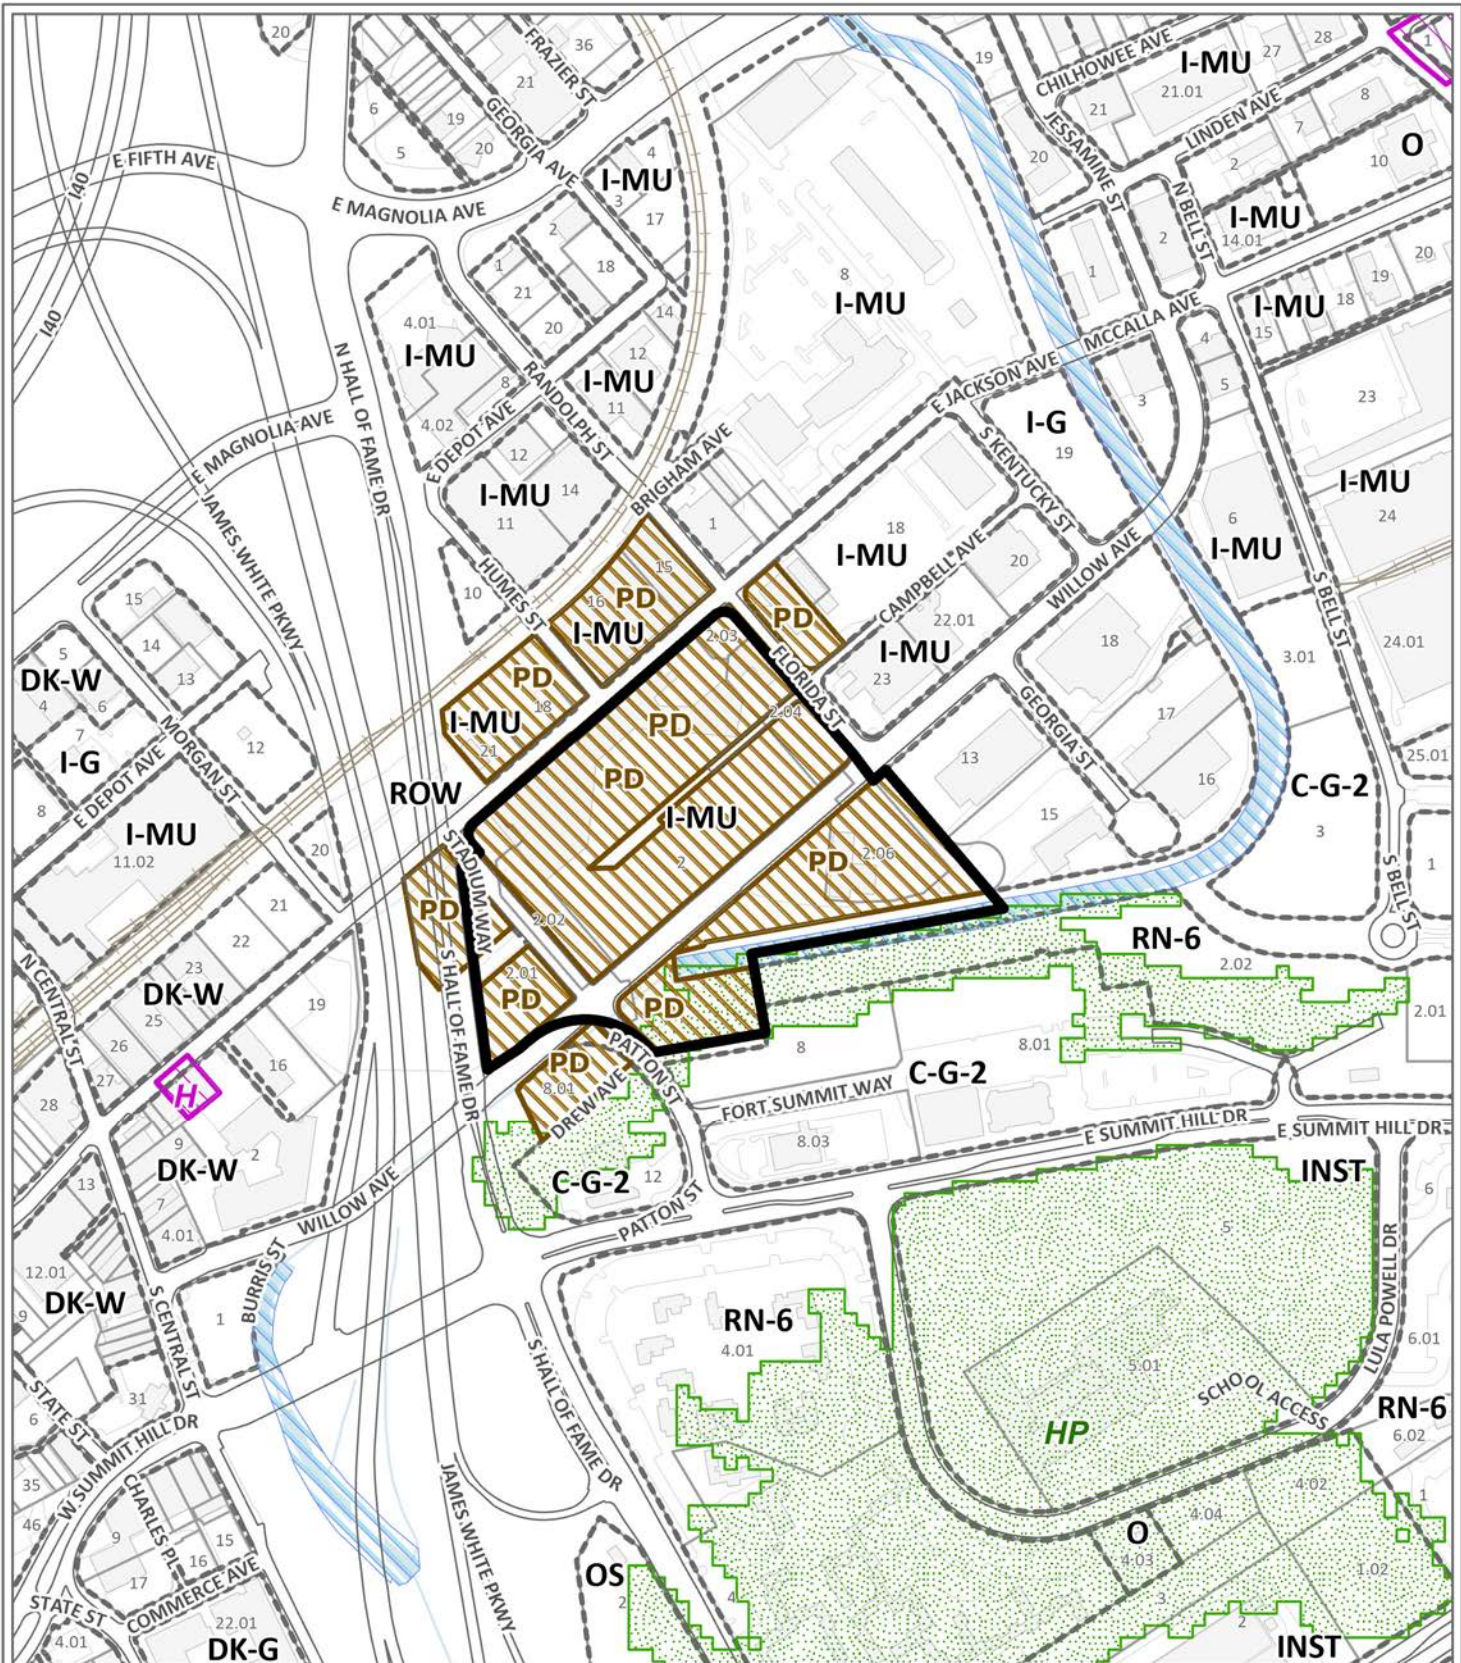 20
36
FRAZIER ST
21
6
19
GEORGIA AVE
20
5
E FIFTH AVE
I40
E MAGNOLIA AVE
4
I-MU
3
17
19
CHILHOWEE AVE
I-MU
27
28
1
21
21.01
LINDEN AVE
8
7
JESSAMINE ST
20
2
10
O
N BELL ST
I-MU
14.01
2
2
1
18
21
20
14
8
I-MU
1
20
19
I-MU
18
15
MCCALLA AVE
I40
4.01
I-MU
N HALL OF FAME DR
12
I-MU
11
8
RANDOLPH ST
E DEPOT AVE
4.02
E JACKSON AVE
4
5
3
23
I-G
19
S KENTUCKY ST
E MAGNOLIA AVE
JAMES WHITE PKWY
12
I-MU
14
11
BRIGHAM AVE
1
18
I-MU
20
CAMPBELL AVE
WILLOW AVE
6
I-MU
I-MU
24
S BELL ST
10
HUMES ST
15
16
PD
I-MU
PD
22.01
I-MU
23
18
3.01
24.01
15
14
13
5
DK-W
4
6
7
I-G
8
MORGAN ST
12
E DEPOT AVE
PD
18
I-MU
21
2.03
FLORIDA ST
PD
2.04
PD
GEORGIA ST
17
13
16
25.01
C-G-2
3
1
ROW
STADIUM WAY
I-MU
2
15
PD
2.06
I-MU
11.02
20
PD
2.02
S BELL ST
21
22
23
DK-W
25
19
26
27
N CENTRAL ST
S HALL OF FAME DR
2.01
PD
PD
RN-6
2.02
2.01
28
H
16
PD
8.01
PATTON ST
DREW AVE
8
8.01
C-G-2
FORT SUMMIT WAY
8.03
E SUMMIT HILL DR
E SUMMIT HILL DR
9
DK-W
2
13
7
4.01
C-G-2
12
PATTON ST
INST
6
5
WILLOW AVE
12.01
DK-W
9
BURRIS ST
1
S CENTRAL ST
RN-6
4.01
LULA POWELL DR
6.01
5.01
SCHOOL ACCESS
STATE ST
31
6
S HALL OF FAME DR
HP
RN-6
6.02
W SUMMIT HILL DR
35
46
CHARLES PL
9
15
16
17
JAMES WHITE PKWY
4.02
1
4.04
O
4.03
COMMERCE AVE
STATE ST
22.01
4.01
DK-G
OS
2
4
3
1.02
2
INST